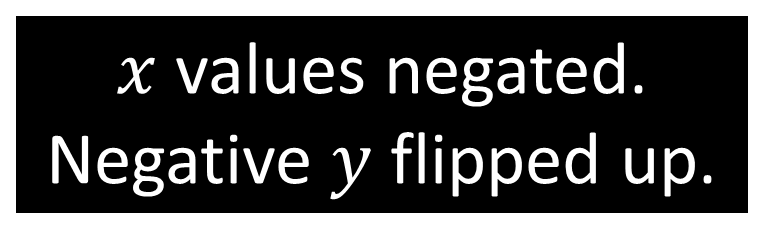 x values negated.
Negative y flipped up.